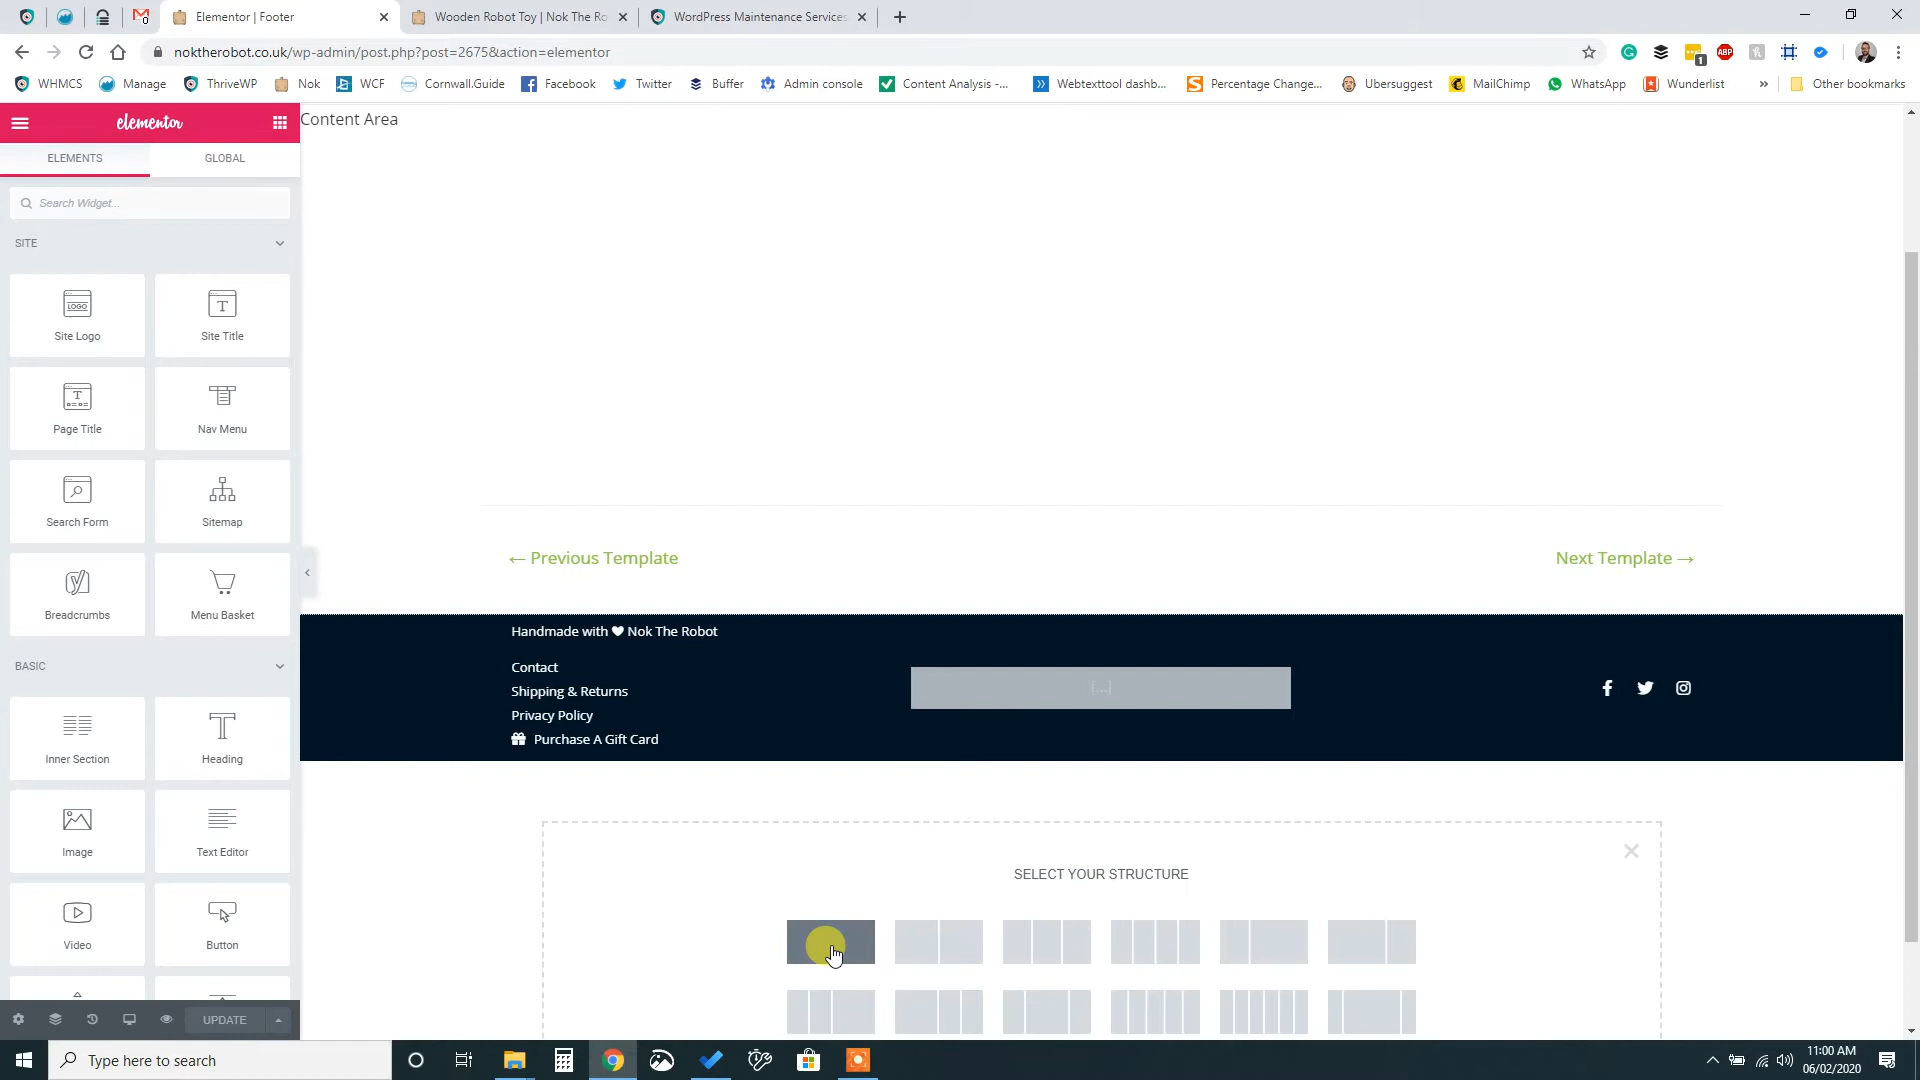 Elementor | Footer
Wooden Robot Toy | Nok The Ro
WordPress Maintenance Services
noktherobot.co.uk/wp-admin/post.php?post=2675&action=elementor
ABP
1
WHMCS
Manage
ThriveWP
Nok
WCF
Cornwall.Guide
Facebook
Twitter
Buffer
Admin console
Content Analysis -...
Webtexttool dashb...
Percentage Change...
Ubersuggest
MailChimp
WhatsApp
Wunderlist
»
Other bookmarks
elementor
Content Area
ELEMENTS
GLOBAL
Search Widget...
SITE
LOGO
Site Logo
Site Title
Page Title
Nav Menu
Search Form
Sitemap
Breadcrumbs
Menu Basket
BASIC
Inner Section
Heading
Image
Text Editor
Video
Button
UPDATE
← Previous Template
Next Template →
Handmade with ♥ Nok The Robot
Contact
Shipping & Returns
Privacy Policy
Purchase A Gift Card
[...]
SELECT YOUR STRUCTURE
Type here to search
11:00 AM
06/02/2020